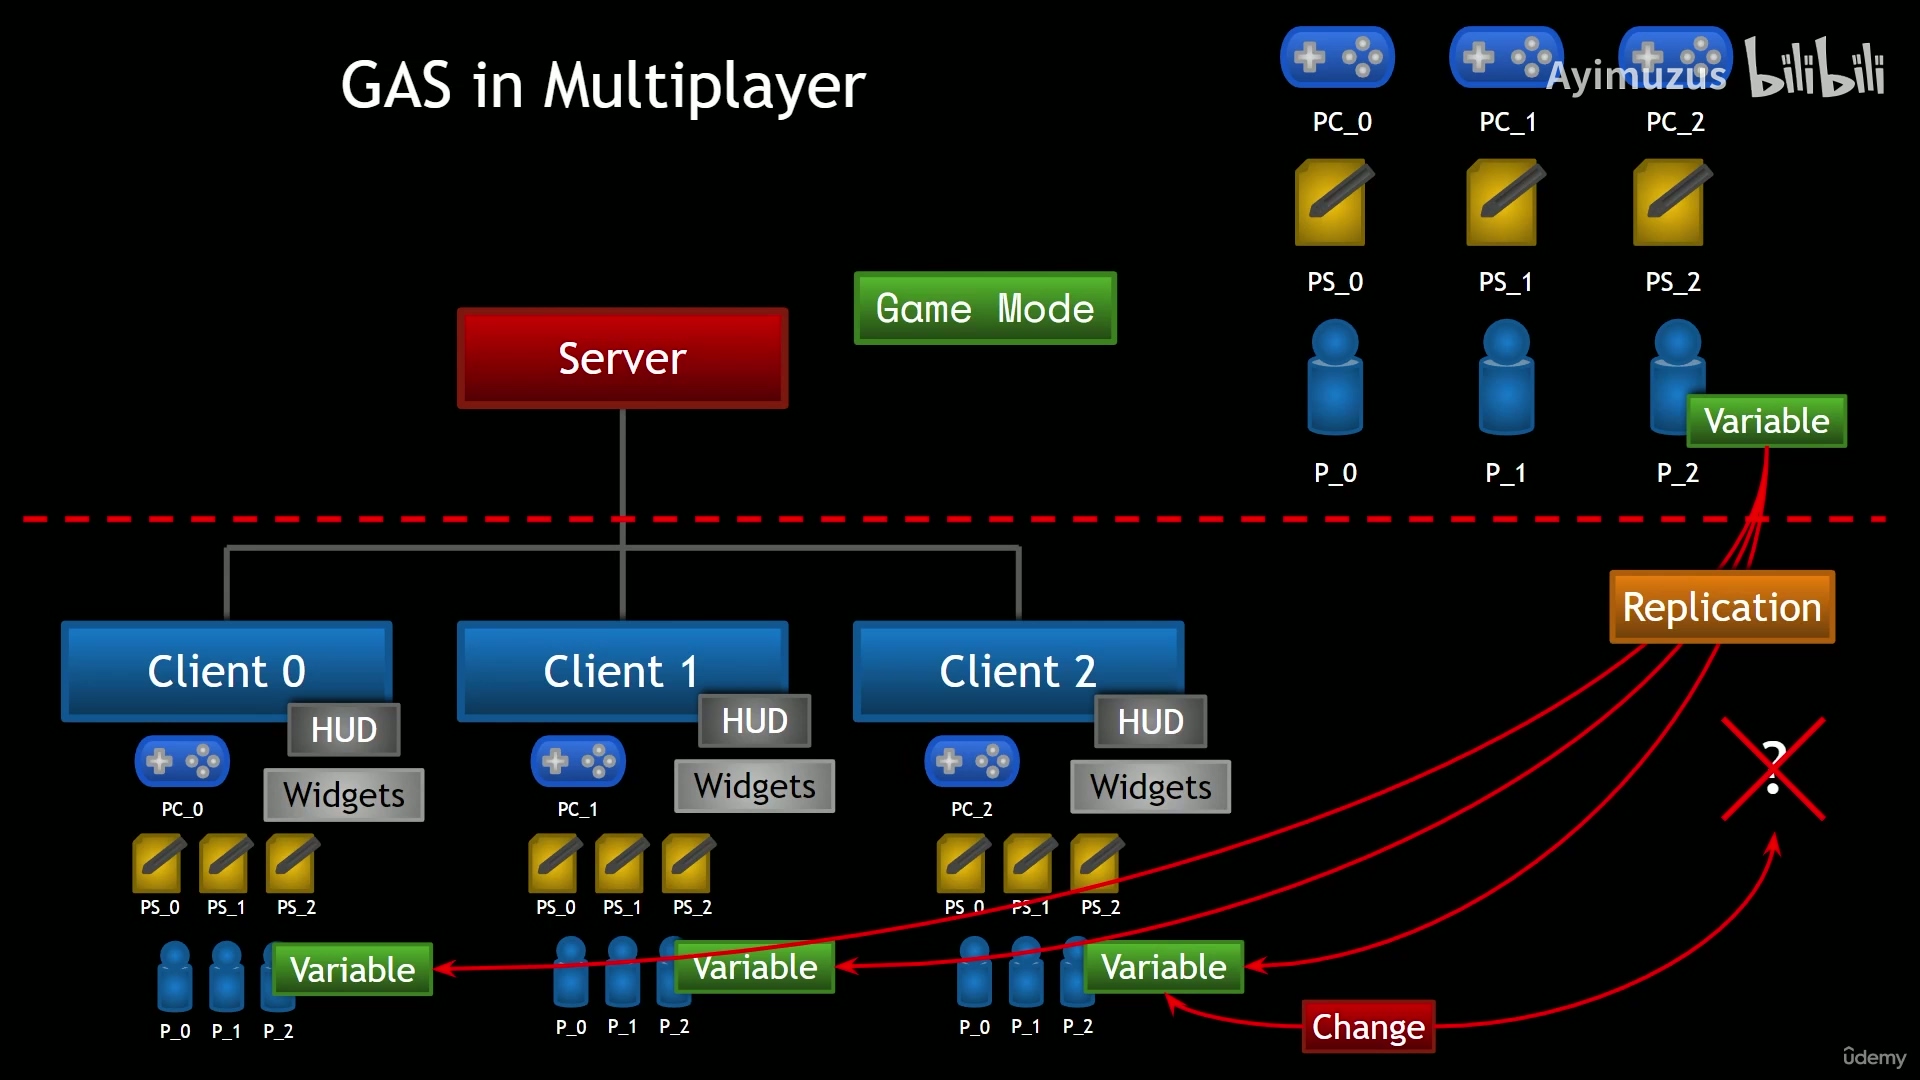 GAS in Multiplayer
Ayimuzus bilibili
PC_0 PC_1 PC_2
PS_0 PS_1 PS_2
Game Mode
Server
Variable
P_0 P_1 P_2
Replication
Client 0 Client 1 Client 2
HUD HUD HUD
?
Widgets Widgets Widgets
PC_0 PC_1 PC_2
PS_0 PS_1 PS_2 PS_0 PS_1 PS_2 PS_0 PS_1 PS_2
Variable Variable Variable
P_0 P_1 P_2 P_0 P_1 P_2 P_0 P_1 P_2
Change
ûdemy